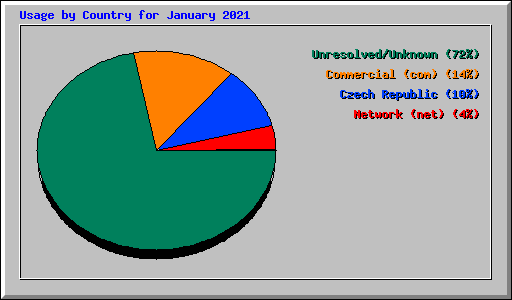 Usage by Country for January 2021
Unresolved/Unknown (72%)
Commercial (com) (14%)
Czech Republic (10%)
Network (net) (4%)